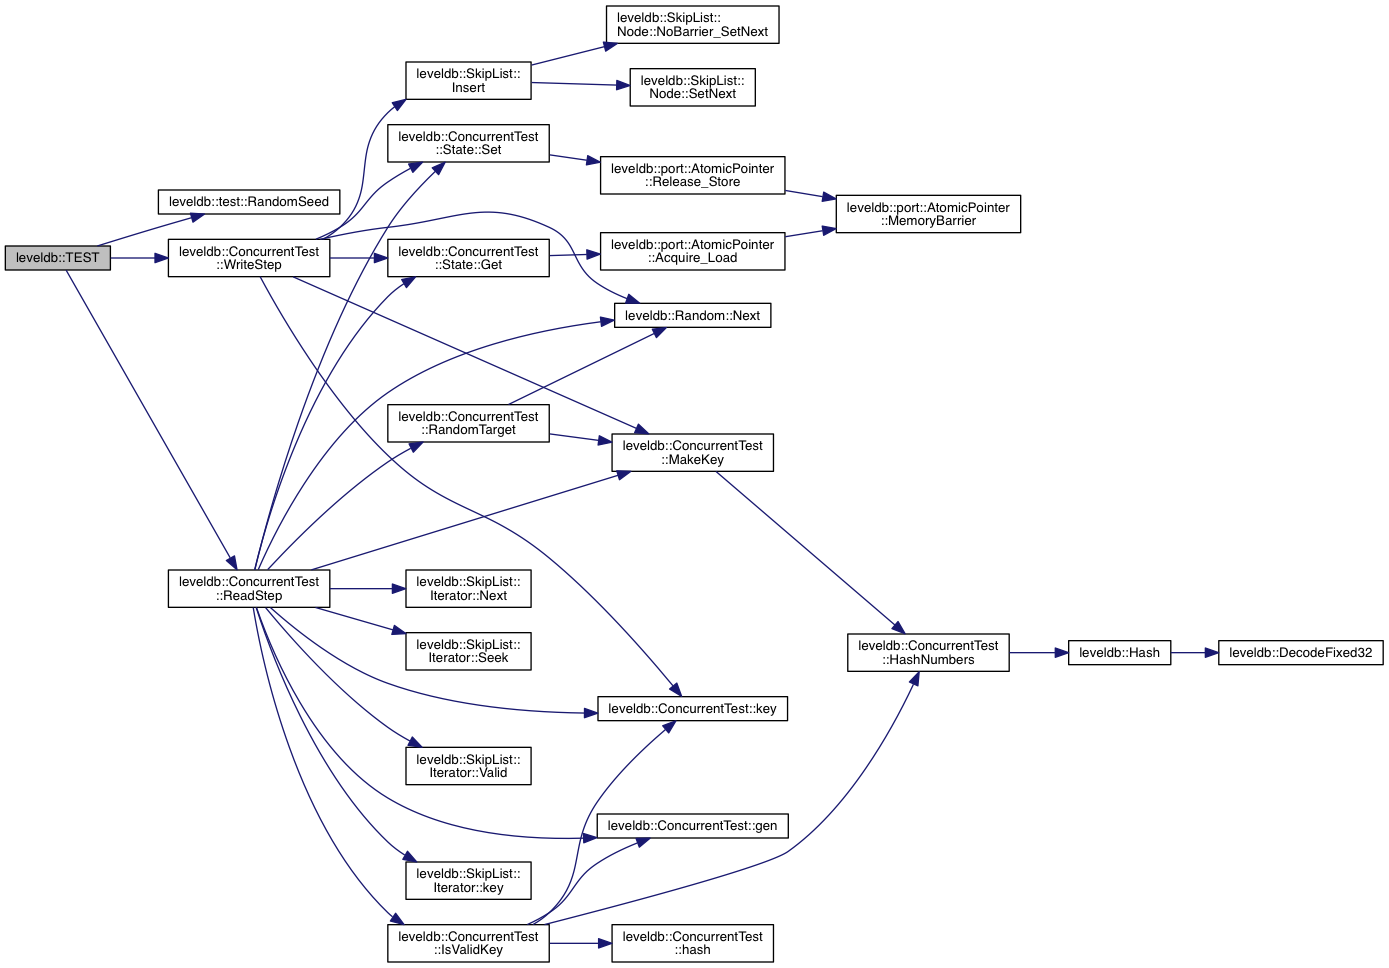 leveldb::SkipList::
Node::NoBarrier_SetNext
leveldb::SkipList::
Insert
leveldb::SkipList::
Node::SetNext
leveldb::ConcurrentTest
::State::Set
leveldb::port::AtomicPointer
::Release_Store
leveldb::test::RandomSeed
leveldb::port::AtomicPointer
::MemoryBarrier
leveldb::TEST
leveldb::ConcurrentTest
::WriteStep
leveldb::ConcurrentTest
::State::Get
leveldb::port::AtomicPointer
::Acquire_Load
leveldb::Random::Next
leveldb::ConcurrentTest
::RandomTarget
leveldb::ConcurrentTest
::MakeKey
leveldb::ConcurrentTest
::ReadStep
leveldb::SkipList::
Iterator::Next
leveldb::SkipList::
Iterator::Seek
leveldb::ConcurrentTest
::HashNumbers
leveldb::Hash
leveldb::DecodeFixed32
leveldb::ConcurrentTest::key
leveldb::SkipList::
Iterator::Valid
leveldb::ConcurrentTest::gen
leveldb::SkipList::
Iterator::key
leveldb::ConcurrentTest
::IsValidKey
leveldb::ConcurrentTest
::hash